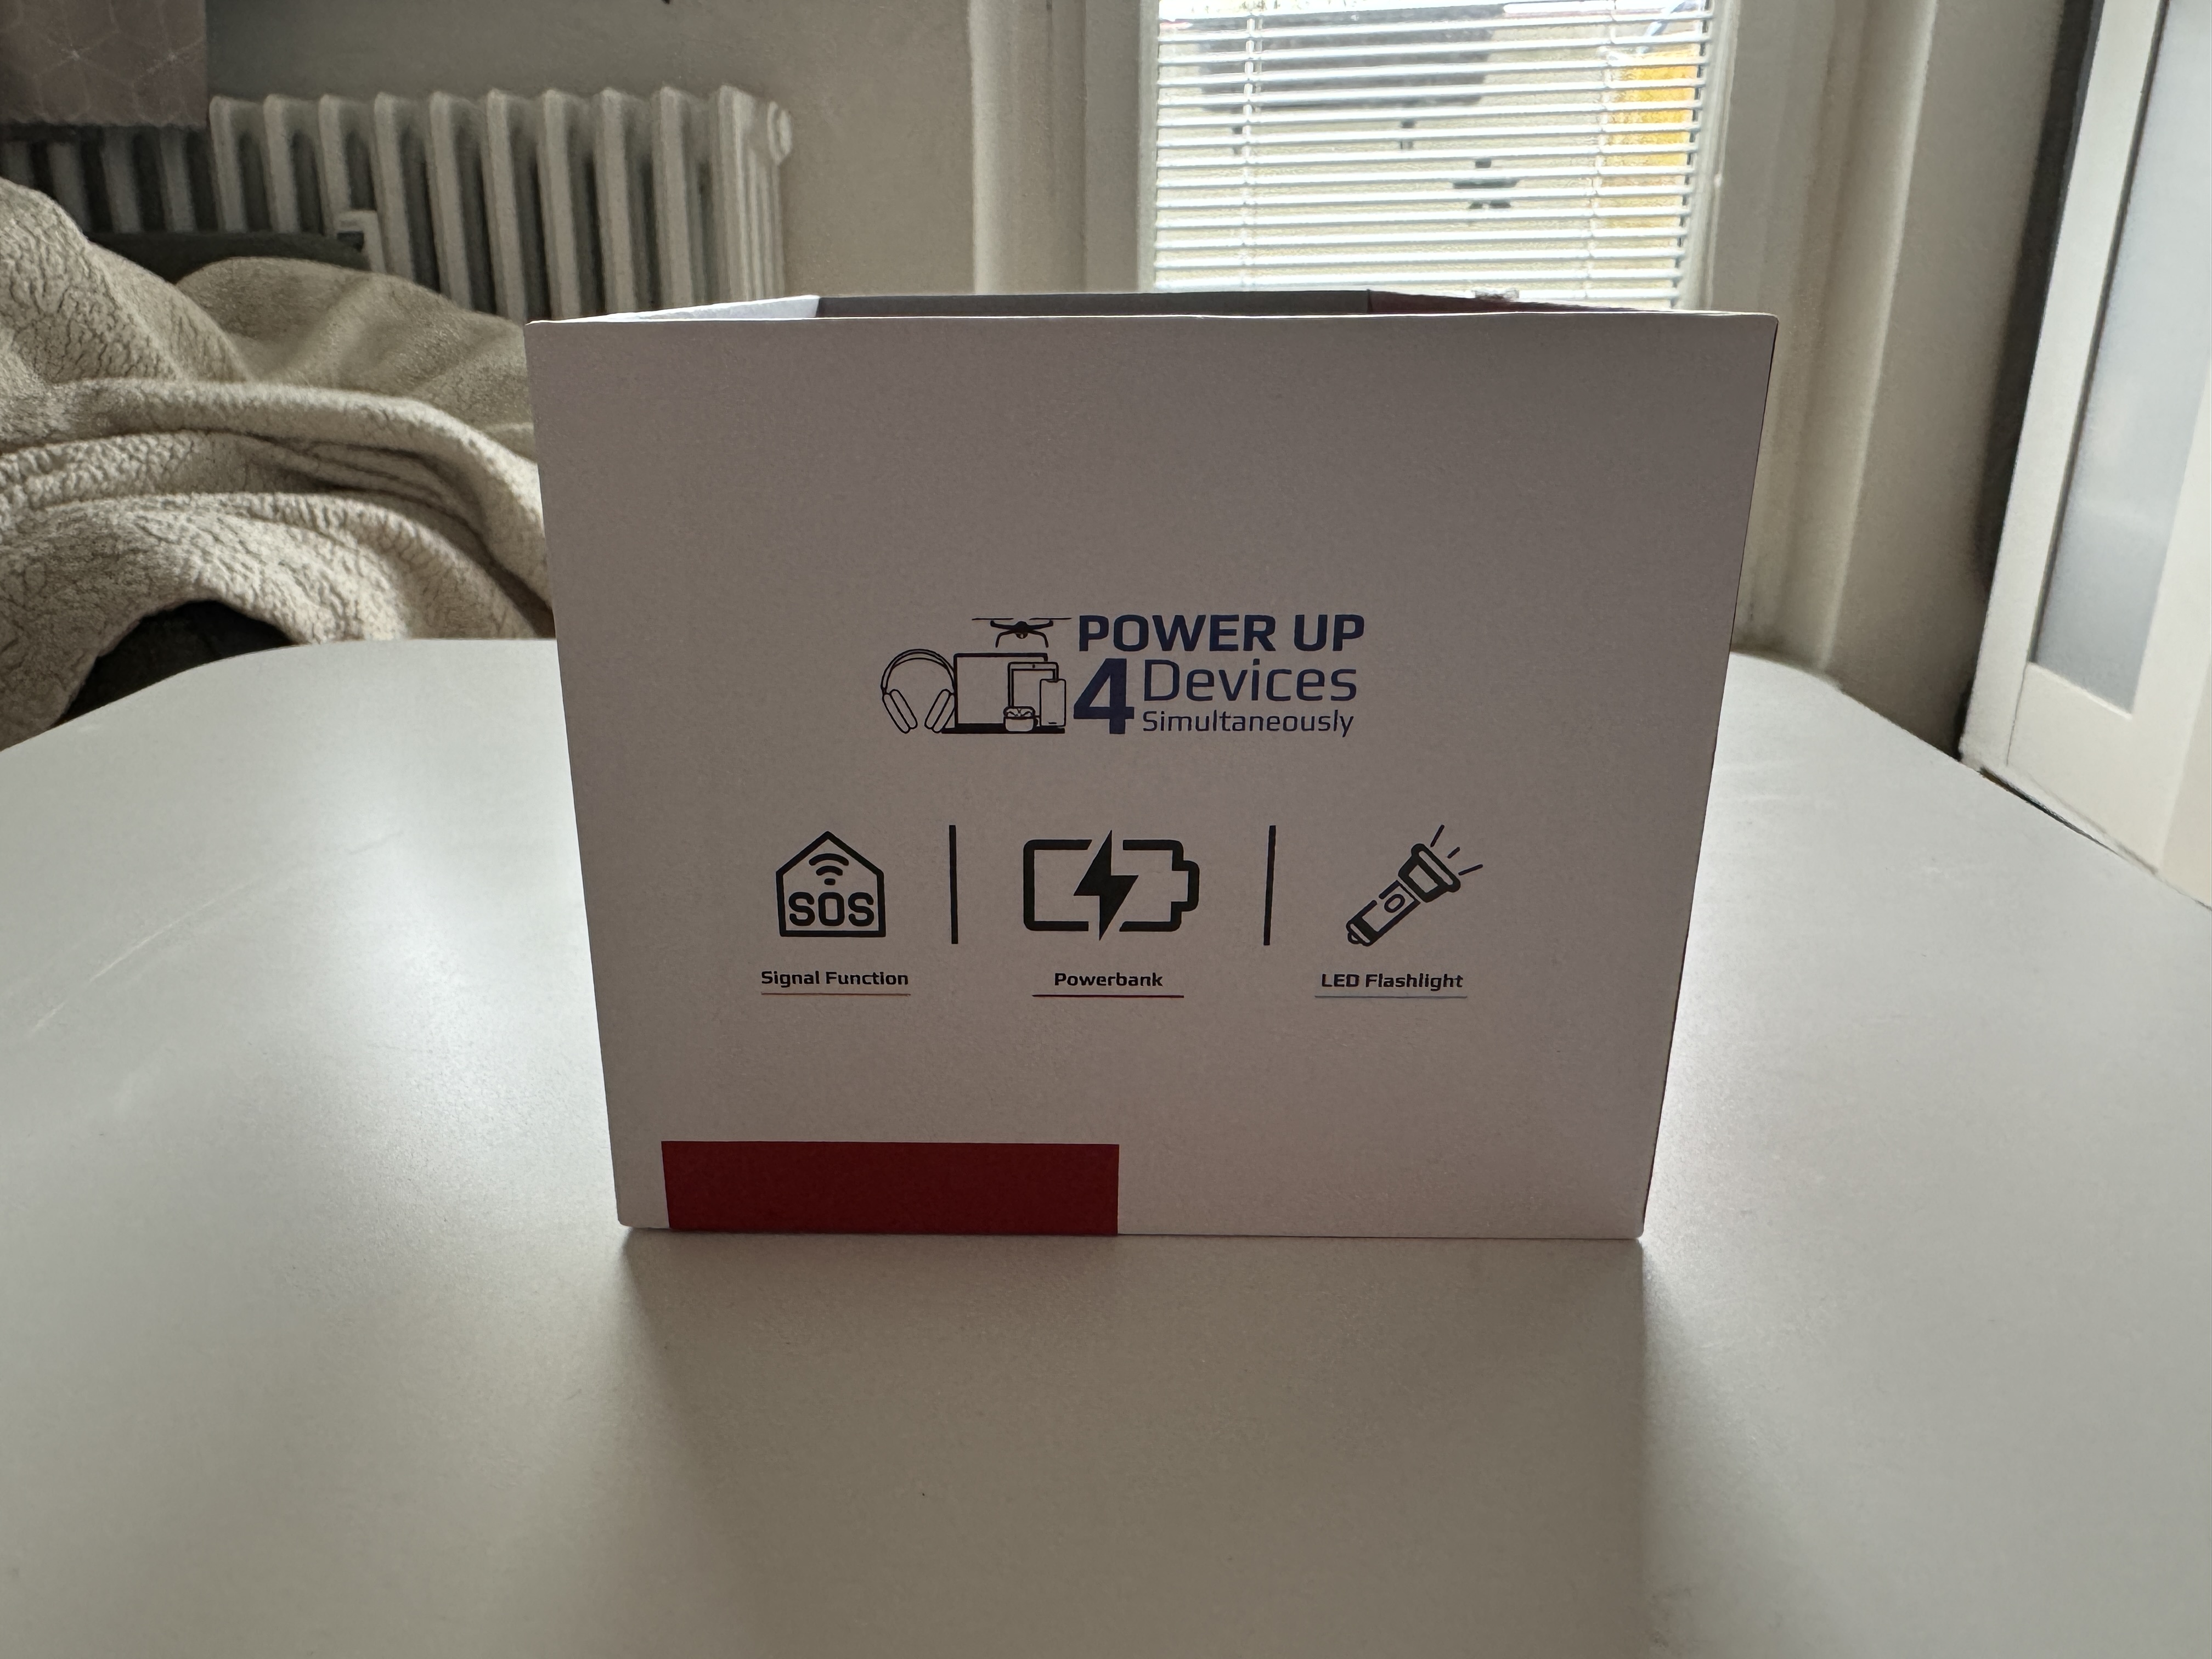 POWER UP
4 Devices
Simultaneously
SOS
Signal Function
Powerbank
LED Flashlight